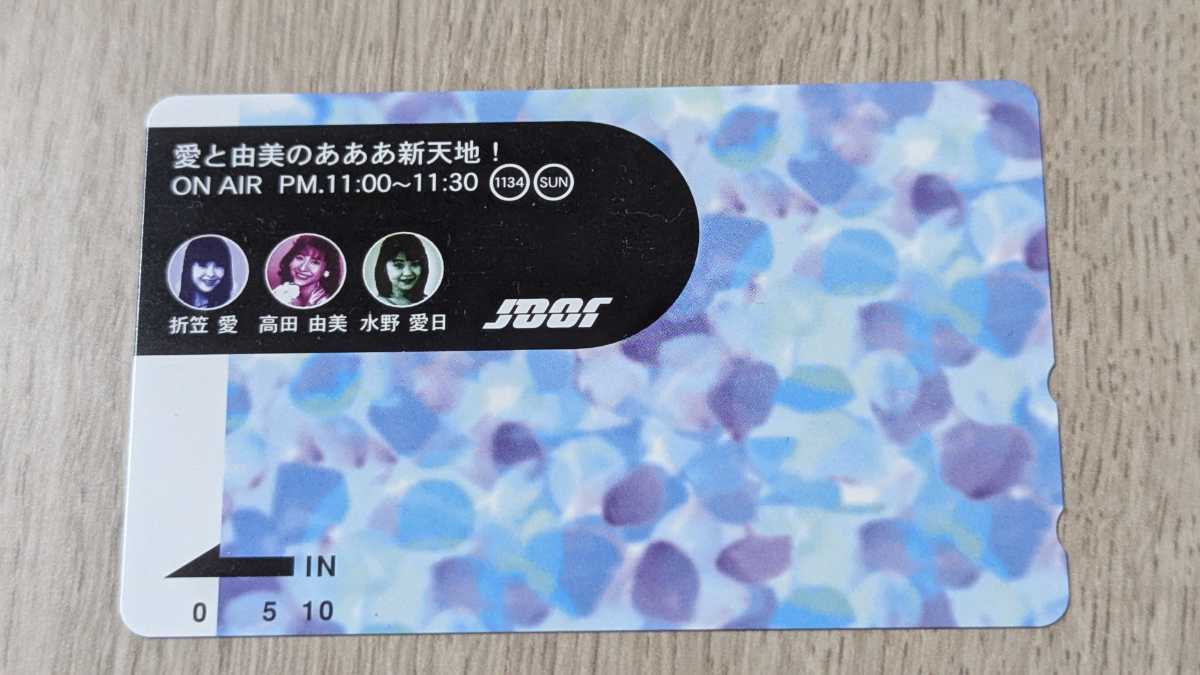 愛と由美のあああ新天地！
ON AIR PM.11:00〜11:30 1134 SUN
折笠 愛 高田 由美 水野 愛日
JOQR
IN
0 5 10